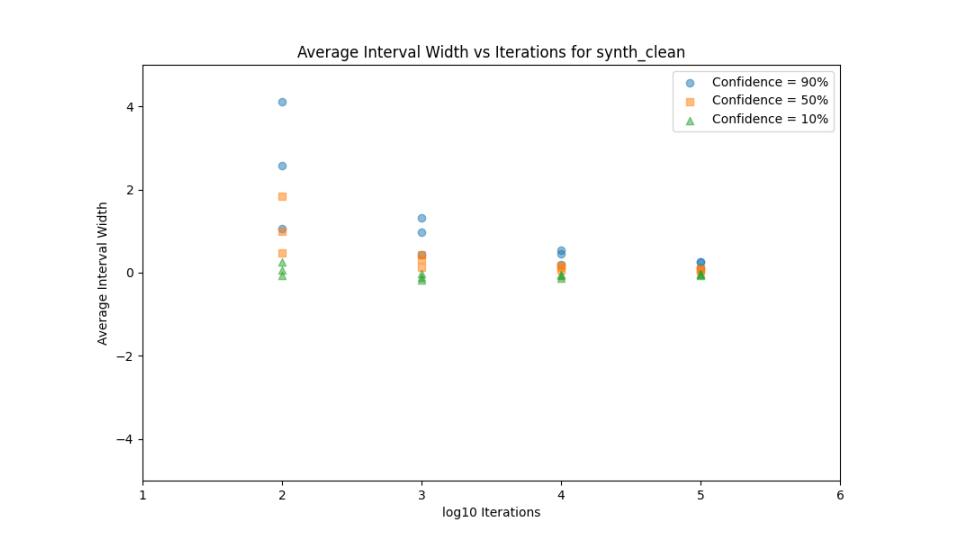 Average Interval Width vs Iterations for synth_clean
Confidence = 90%
Confidence = 50%
Confidence = 10%
Average Interval Width
4
2
0
−2
−4
1 2 3 4 5 6
log10 Iterations